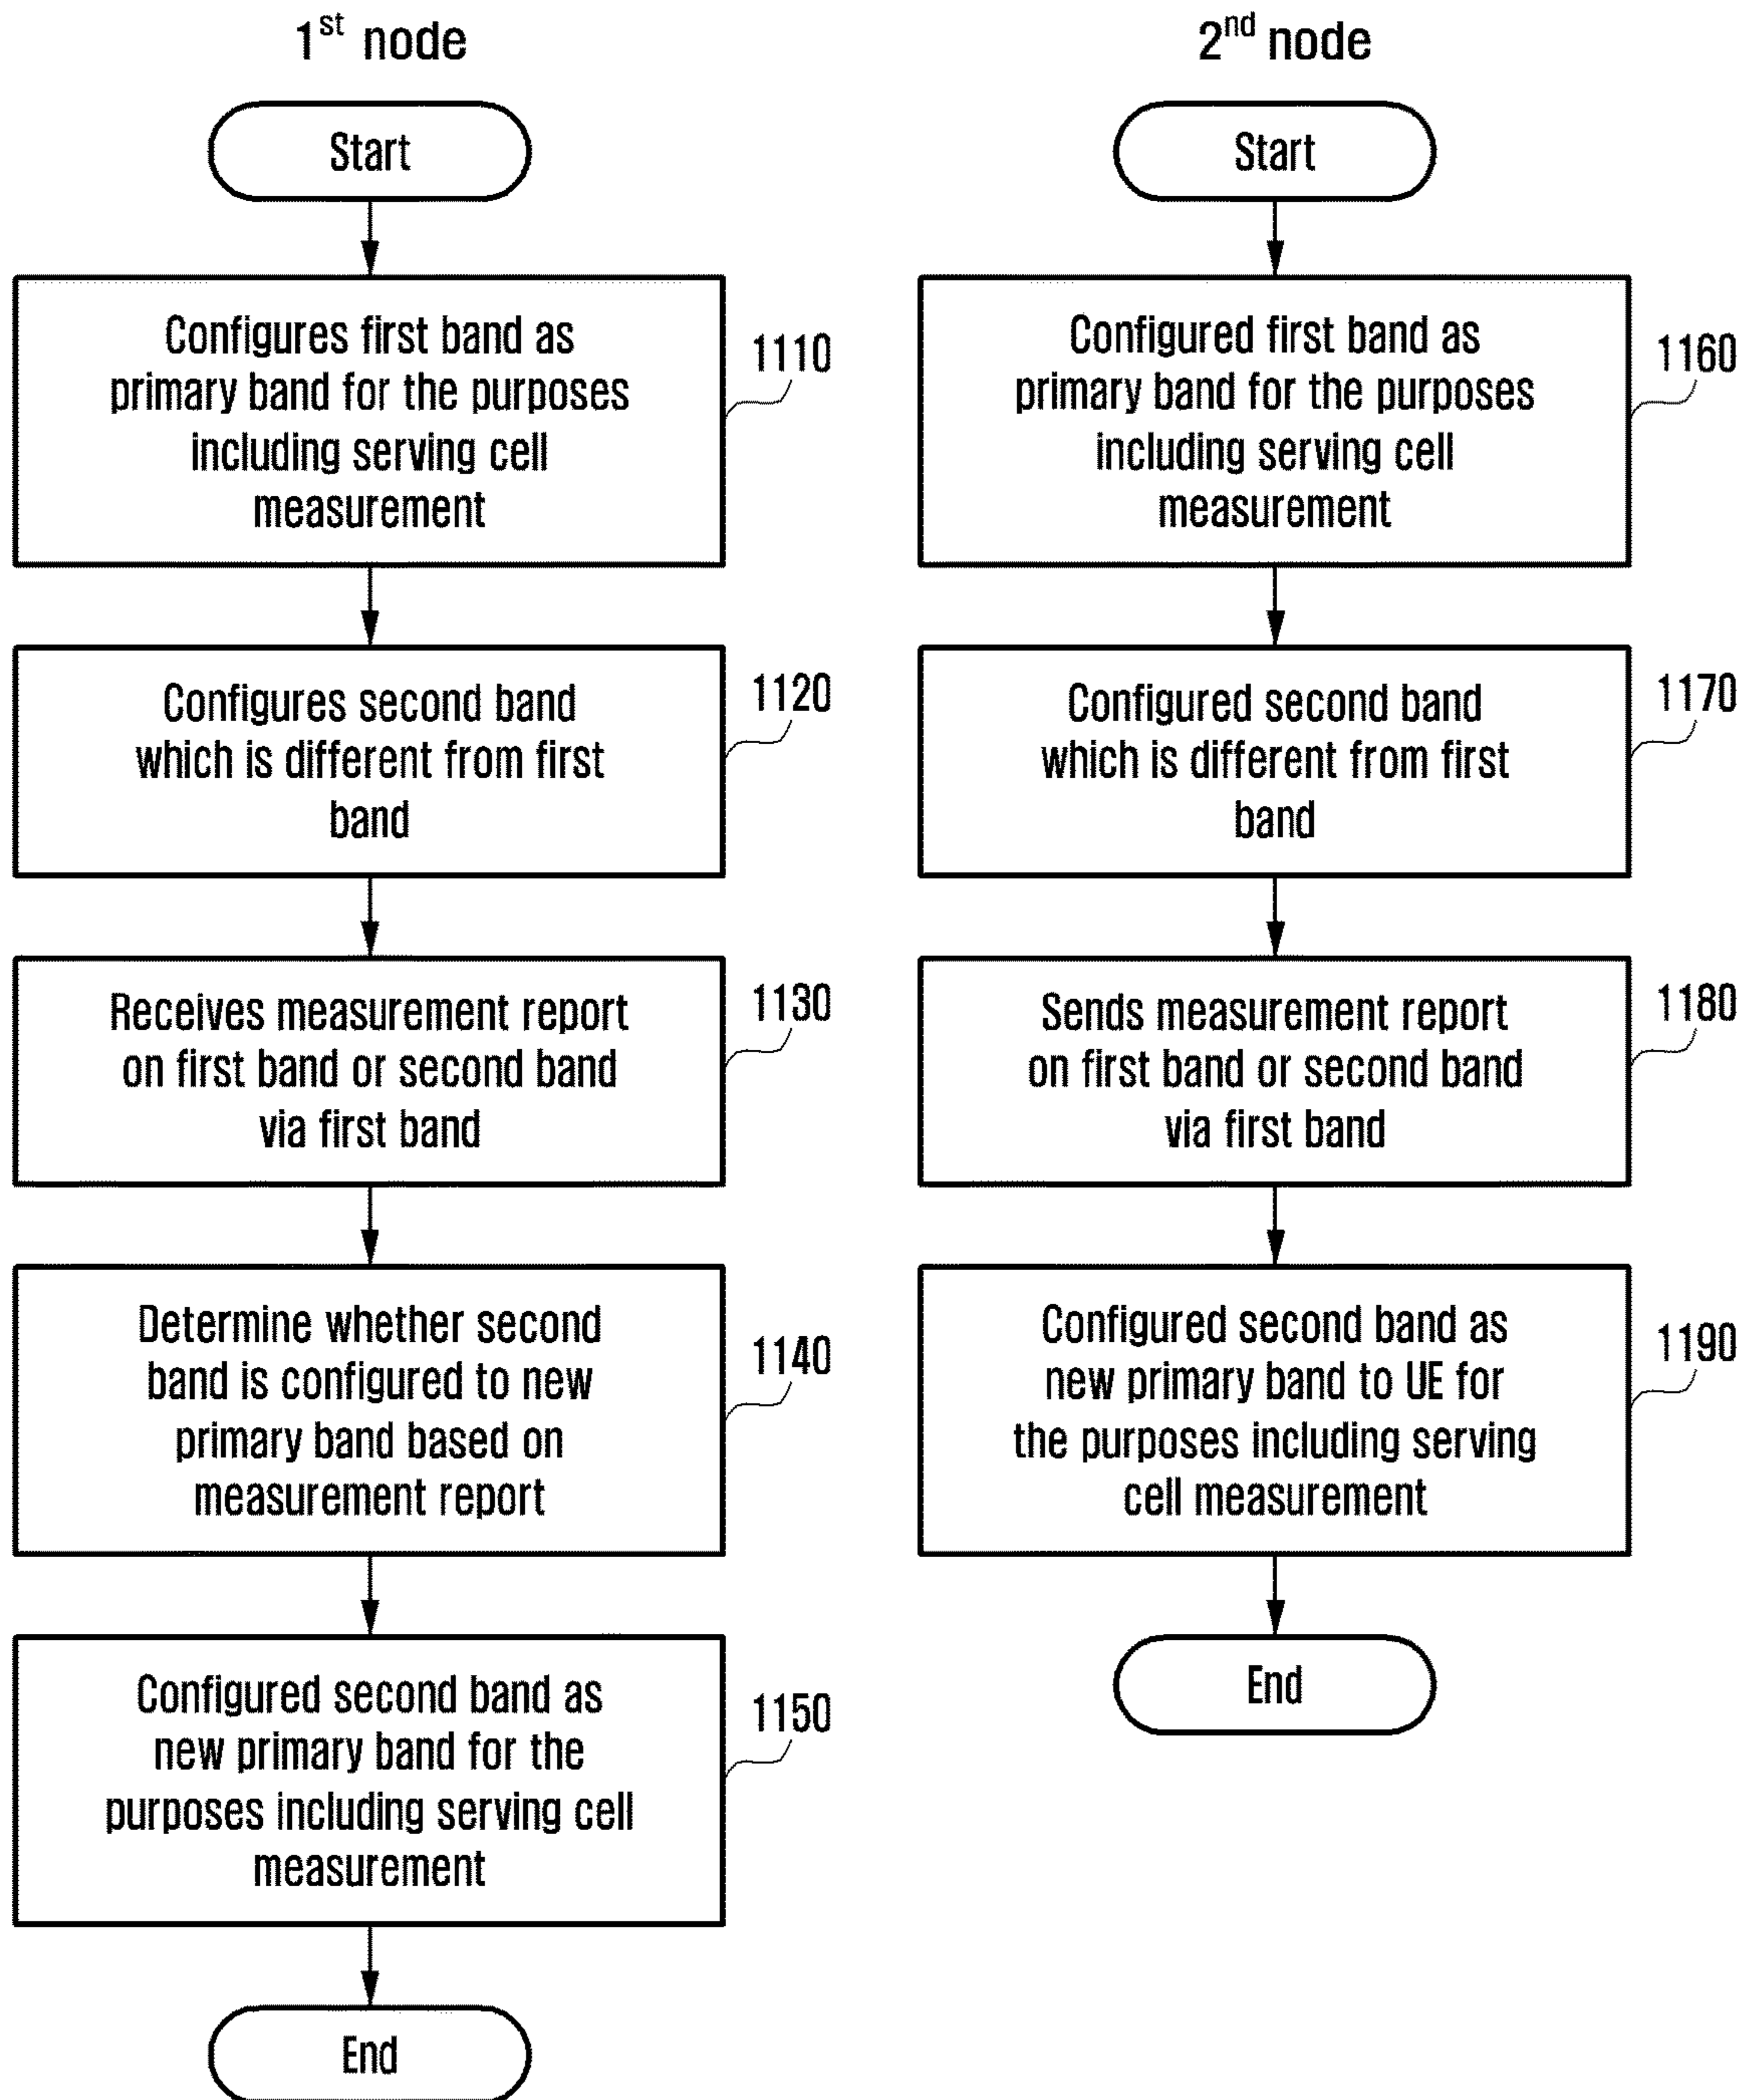 1st node
Start
Configures first band as
primary band for the purposes
including serving cell
measurement
1110
Configures second band
which is different from first
band
1120
Receives measurement report
on first band or second band
via first band
1130
Determine whether second
band is configured to new
primary band based on
measurement report
1140
Configured second band as
new primary band for the
purposes including serving cell
measurement
1150
End
2nd node
Start
Configured first band as
primary band for the purposes
including serving cell
measurement
1160
Configured second band
which is different from first
band
1170
Sends measurement report
on first band or second band
via first band
1180
Configured second band as
new primary band to UE for
the purposes including serving
cell measurement
1190
End